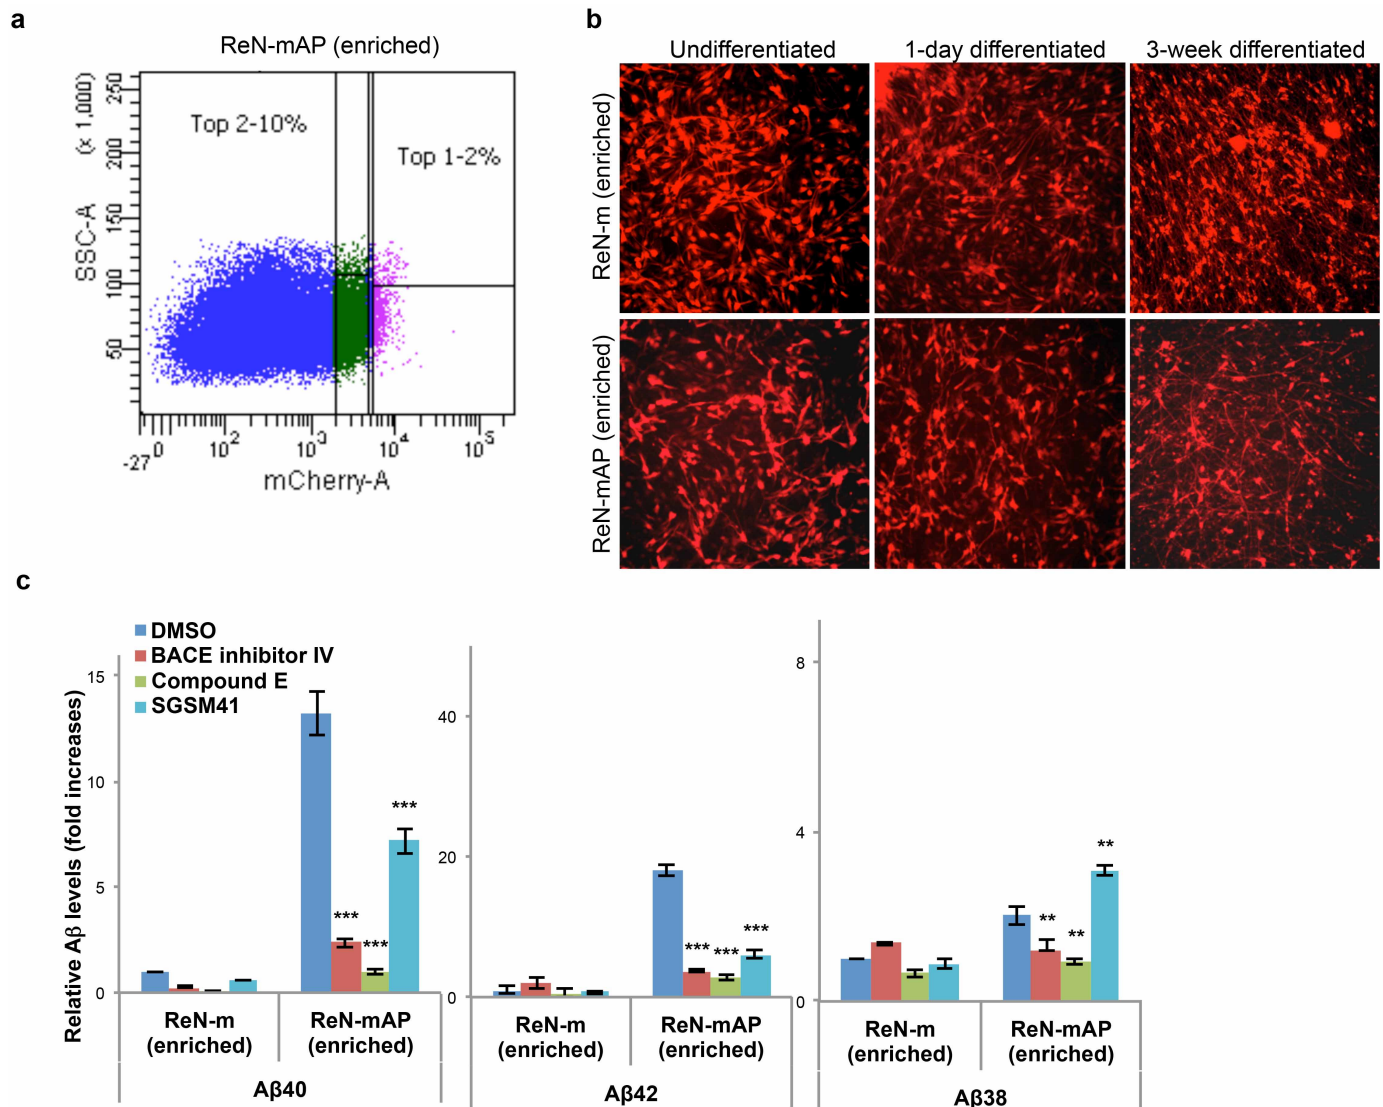 a
ReN-mAP (enriched)
Top 2-10%
Top 1-2%
(x 1,000)
SSC-A
250
200
150
100
50
-27
0
10²
10³
10⁴
10⁵
mCherry-A
b
Undifferentiated
1-day differentiated
3-week differentiated
ReN-m (enriched)
ReN-mAP (enriched)
c
DMSO
BACE inhibitor IV
Compound E
SGSM41
Relative Aβ levels (fold increases)
15
10
5
0
***
***
***
ReN-m
(enriched)
ReN-mAP
(enriched)
Aβ40
40
20
0
***
***
***
ReN-m
(enriched)
ReN-mAP
(enriched)
Aβ42
8
4
0
**
**
**
ReN-m
(enriched)
ReN-mAP
(enriched)
Aβ38